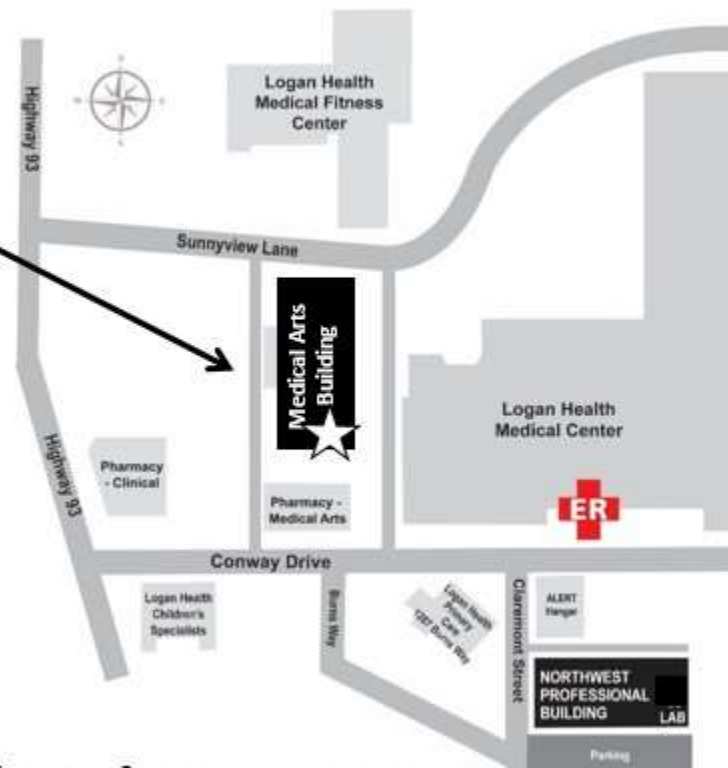 Highway 93
Logan Health
Medical Fitness
Center
Sunnyview Lane
Medical Arts
Building
Logan Health
Medical Center
Highway 93
Pharmacy
- Clinical
Pharmacy -
Medical Arts
ER
Conway Drive
Logan Health
Children's
Specialists
Burns Way
Logan Health
Primary
Care
1287 Burns Way
Claremont Street
ALERT
Hangar
NORTHWEST
PROFESSIONAL
BUILDING
LAB
Parking